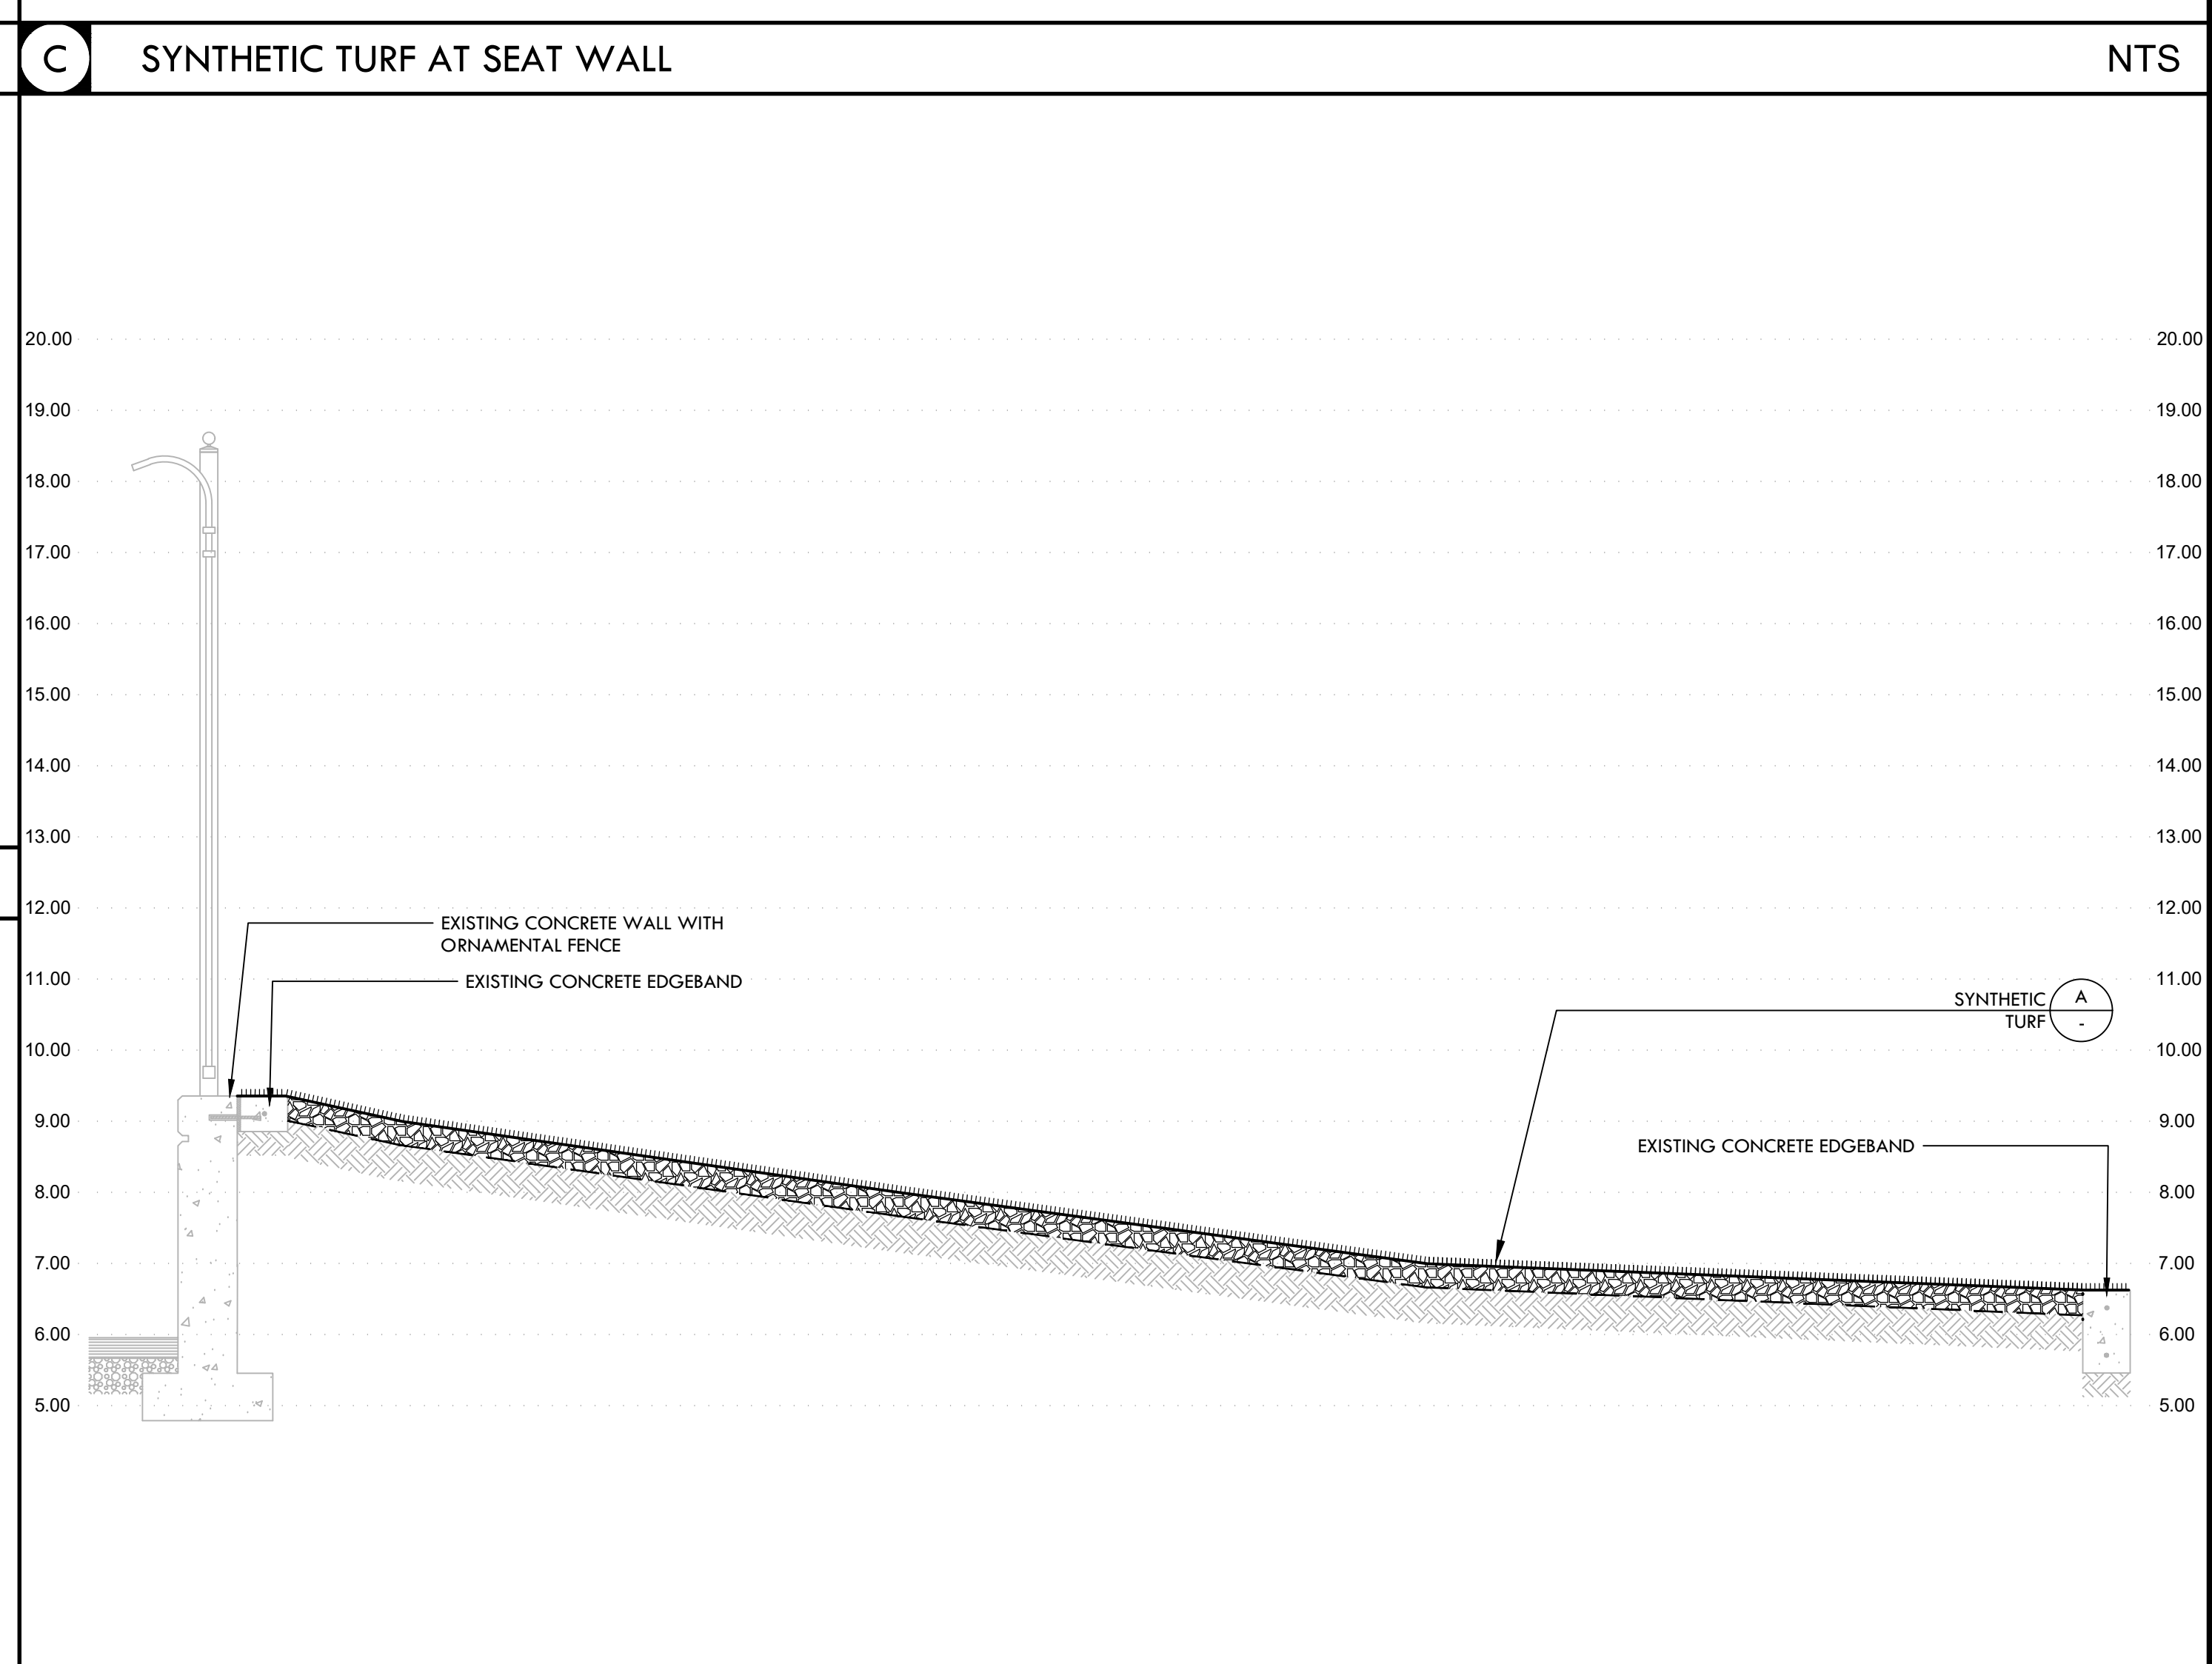 C SYNTHETIC TURF AT SEAT WALL NTS
20.00 20.00
19.00 19.00
18.00 18.00
17.00 17.00
16.00 16.00
15.00 15.00
14.00 14.00
13.00 13.00
12.00 12.00
EXISTING CONCRETE WALL WITH
ORNAMENTAL FENCE
11.00 EXISTING CONCRETE EDGEBAND 11.00
SYNTHETIC A
TURF -
10.00 10.00
9.00 9.00
EXISTING CONCRETE EDGEBAND
8.00 8.00
7.00 7.00
6.00 6.00
5.00 5.00